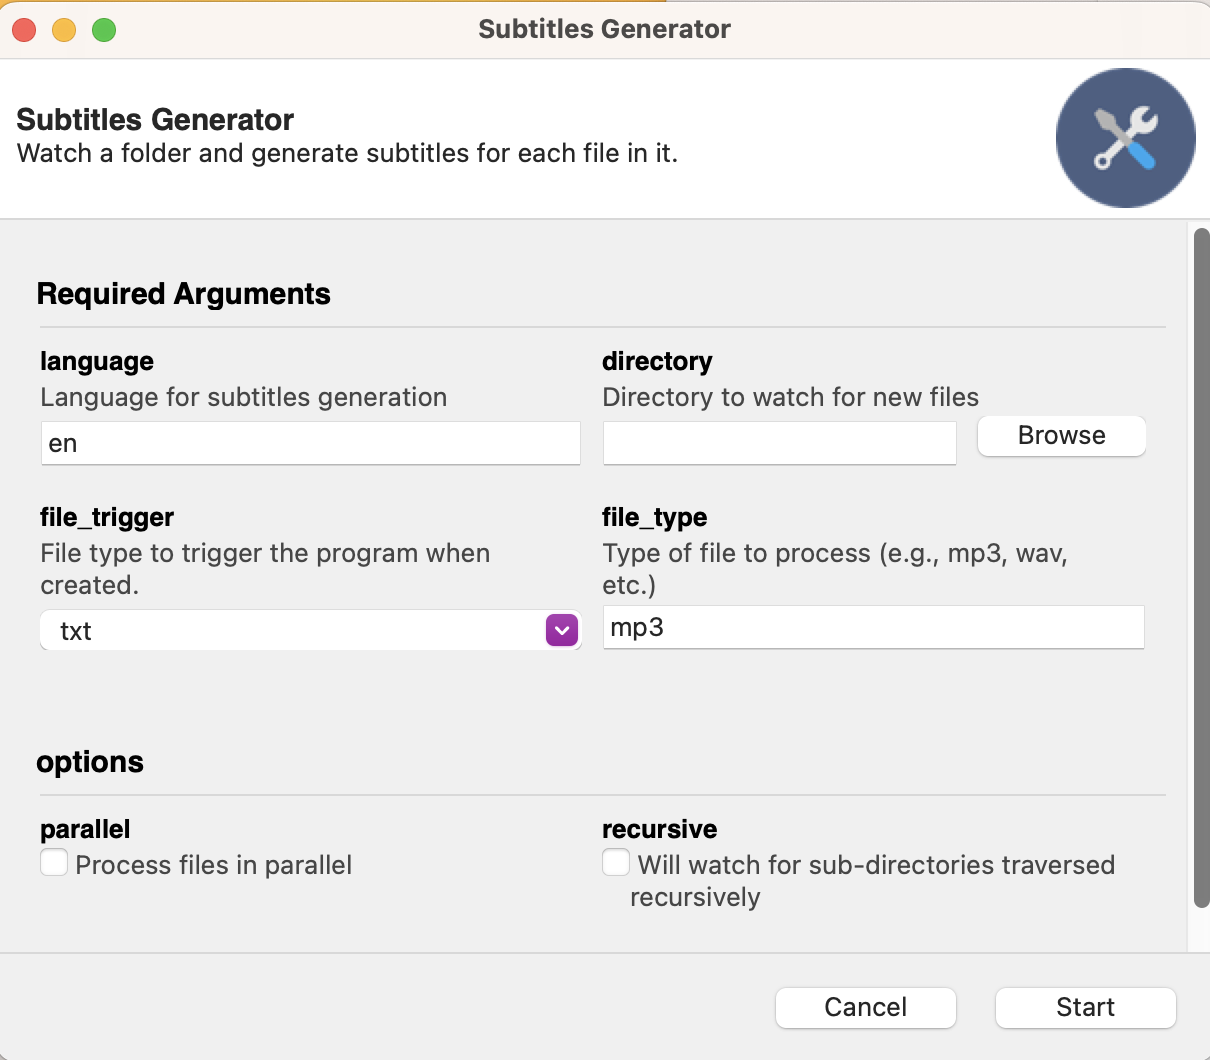 Subtitles Generator
Subtitles Generator
Watch a folder and generate subtitles for each file in it.
Required Arguments
language
Language for subtitles generation
en
directory
Directory to watch for new files
Browse
file_trigger
File type to trigger the program when
created.
txt
file_type
Type of file to process (e.g., mp3, wav,
etc.)
mp3
options
parallel
Process files in parallel
recursive
Will watch for sub-directories traversed
recursively
Cancel
Start